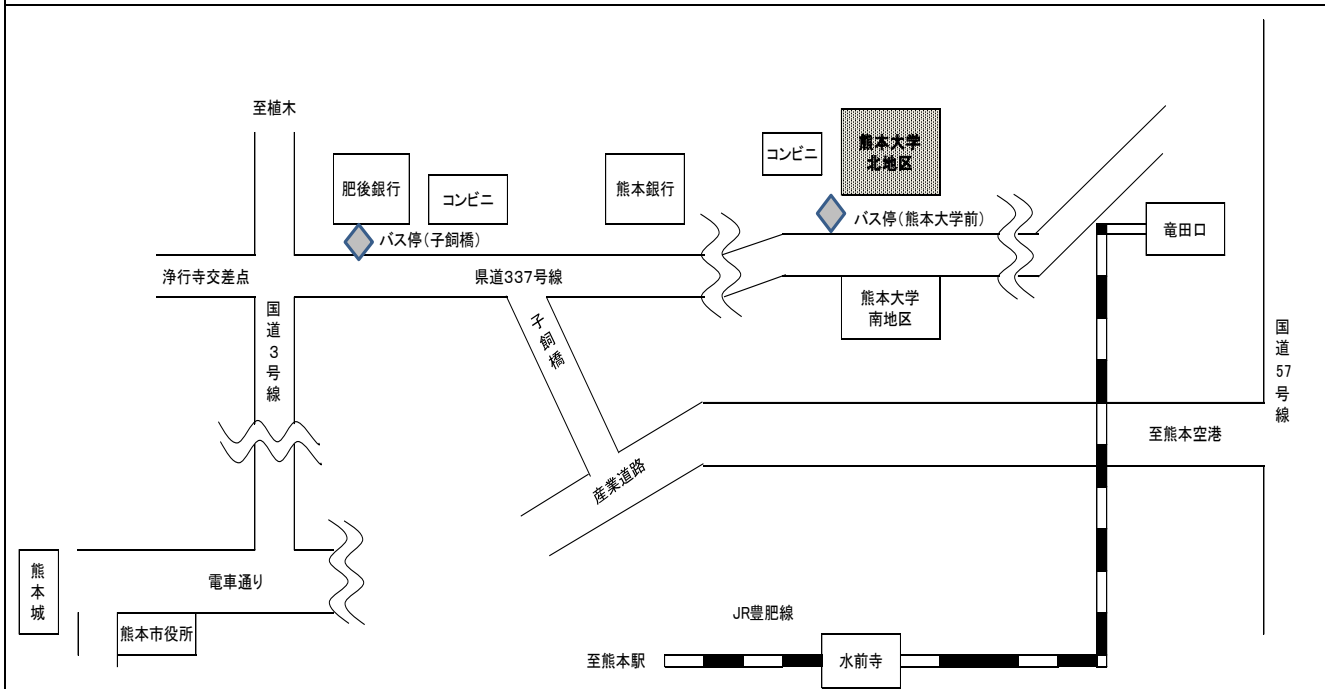 至植木
コンビニ
熊本大学
北地区
肥後銀行
コンビニ
熊本銀行
バス停(熊本大学前)
竜田口
バス停(子飼橋)
浄行寺交差点
県道337号線
熊本大学
南地区
国道3号線
子飼橋
国道57号線
至熊本空港
産業道路
熊本城
電車通り
熊本市役所
JR豊肥線
至熊本駅
水前寺